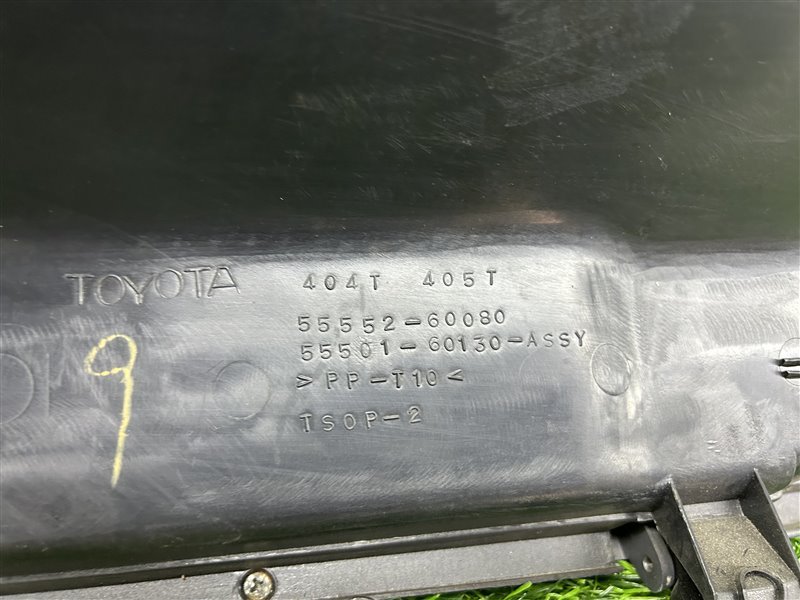 TOYOTA 404T 405T
55552-60080
55501-60130-ASSY
>PP-T10<
TSOP-2
9